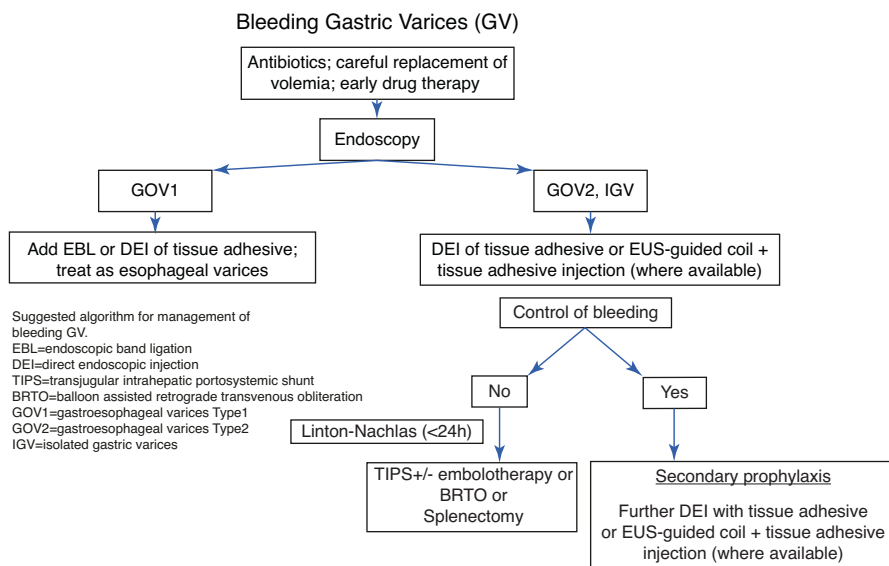 Bleeding Gastric Varices (GV)
Antibiotics; careful replacement of
volemia; early drug therapy
Endoscopy
GOV1
GOV2, IGV
Add EBL or DEI of tissue adhesive;
treat as esophageal varices
DEI of tissue adhesive or EUS-guided coil +
tissue adhesive injection (where available)
Suggested algorithm for management of
bleeding GV.
EBL=endoscopic band ligation
DEI=direct endoscopic injection
TIPS=transjugular intrahepatic portosystemic shunt
BRTO=balloon assisted retrograde transvenous obliteration
GOV1=gastroesophageal varices Type1
GOV2=gastroesophageal varices Type2
IGV=isolated gastric varices
Control of bleeding
No
Yes
Linton-Nachlas (<24h)
TIPS+/- embolotherapy or
BRTO or
Splenectomy
Secondary prophylaxis
Further DEI with tissue adhesive
or EUS-guided coil + tissue adhesive
injection (where available)